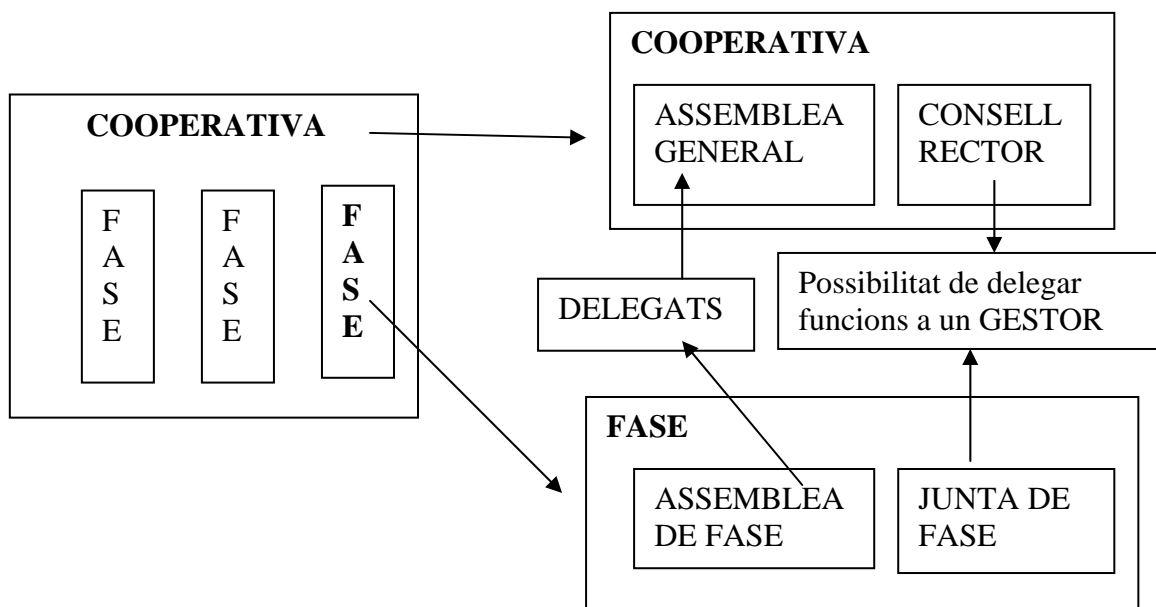 COOPERATIVA
F
A
S
E
F
A
S
E
F
A
S
E
COOPERATIVA
ASSEMBLEA
GENERAL
CONSELL
RECTOR
DELEGATS
Possibilitat de delegar
funcions a un GESTOR
FASE
ASSEMBLEA
DE FASE
JUNTA DE
FASE